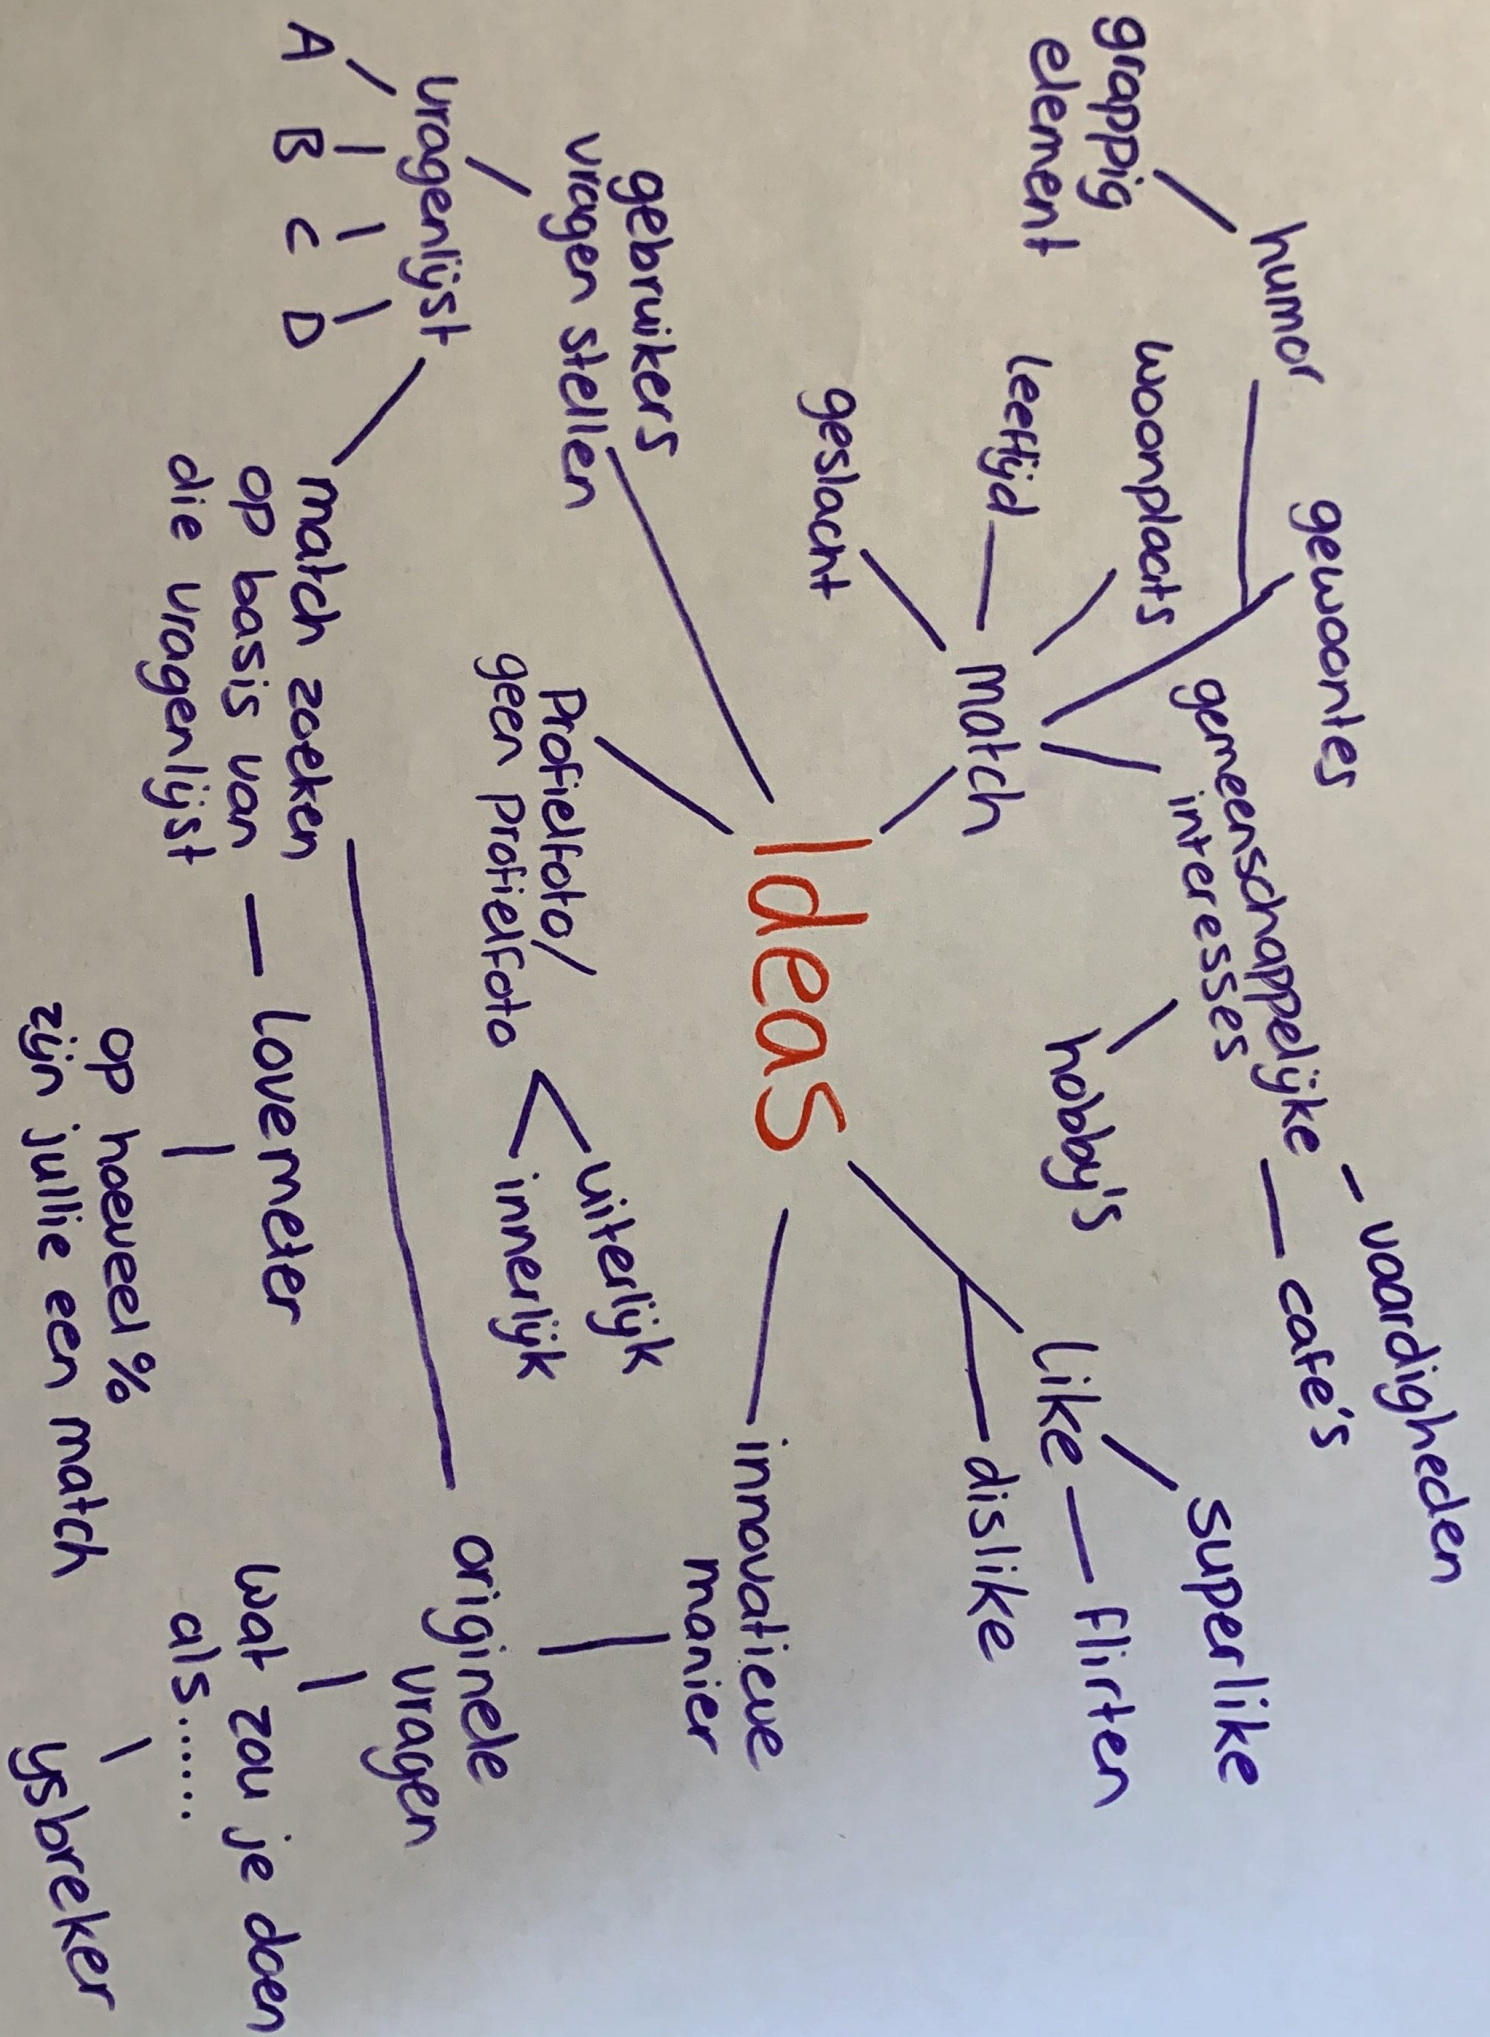 grappig
element
humor
gewoontes
woonplaats
leeftijd
geslacht
match
gemeenschappelijke
interesses
vaardigheden
cafe's
hobby's
superlike
like
flirten
dislike
Ideas
gebruikers
vragen stellen
vragenlijst
A B C D
Profielfoto/
geen Profielfoto
uiterlijk
innerlijk
innovatieve
manier
originele
vragen
wat zou je doen
als......
ysbreker
match zoeken
op basis van
die vragenlijst
lovemeter
op hoeveel %
zijn jullie een match